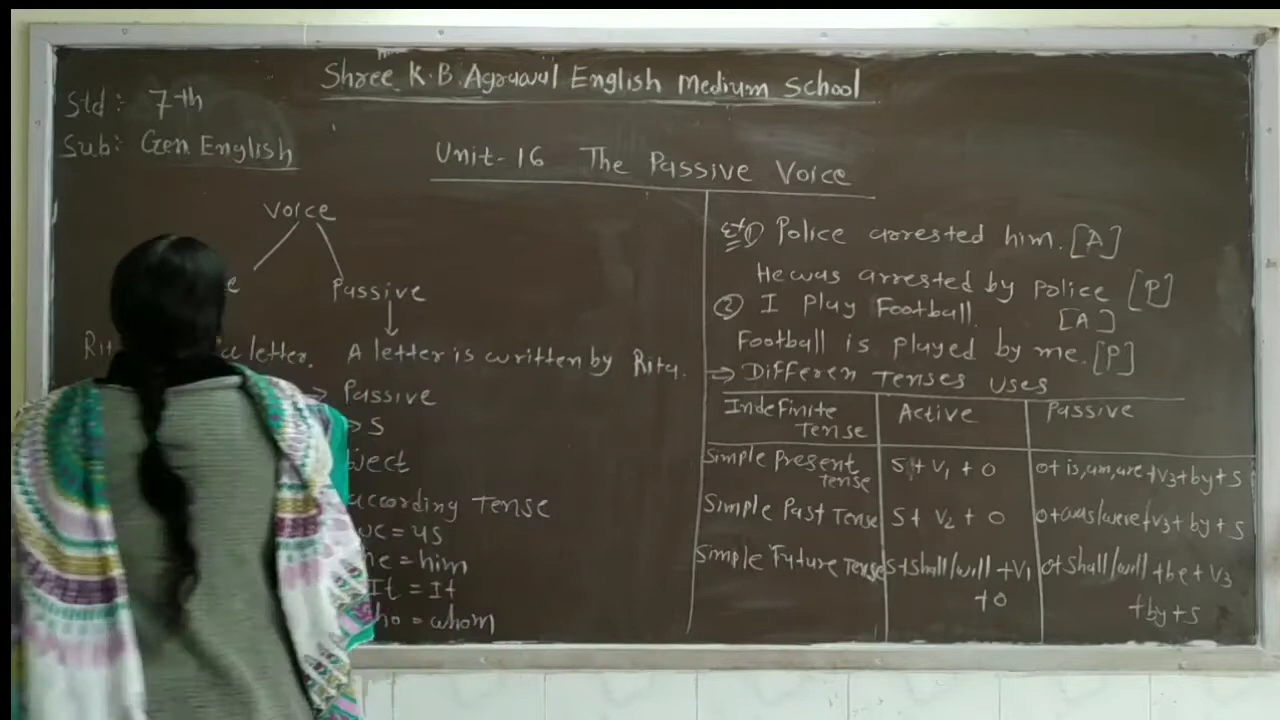 Shree K.B. Agrawal English Medium School
Std: 7th
Sub: Gen English
Unit-16 The Passive Voice
Voice
Passive
letter. A letter is written by Rita.
→ Passive
→ S
according Tense
we = us
he = him
It = It
who = whom
Ex ① Police arrested him. [A]
He was arrested by police [P]
② I play Football. [A]
Football is played by me. [P]
→ Differen Tenses Uses
Indefinite Tense Active Passive
Simple Present tense S + V1 + O O+ is,am,are +V3+by+S
Simple Past Tense S + V2 + O O+was/were+V3+by+S
Simple Future Tense S+shall/will +V1 +O O+shall/will +be+V3 +by+S